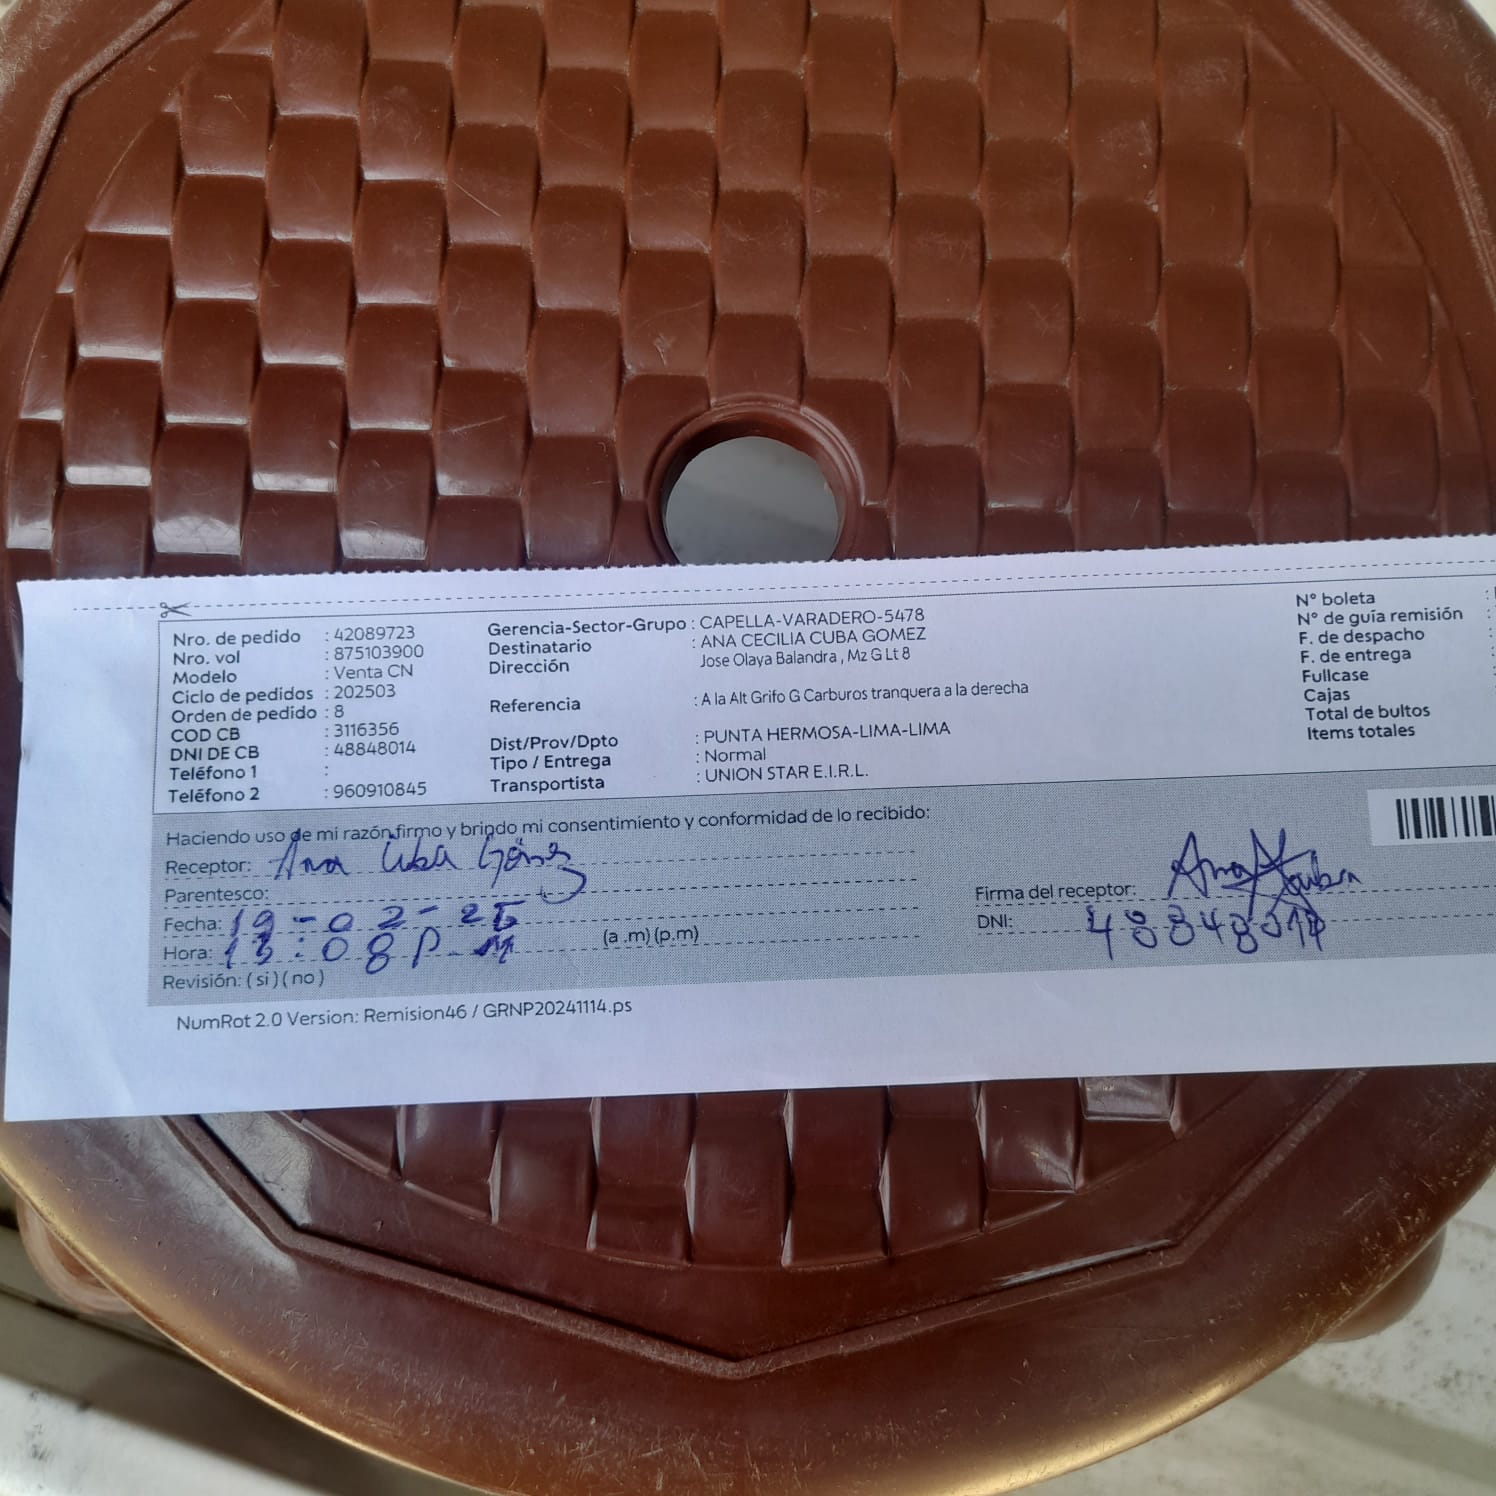 Nro. de pedido : 42089723
Nro. vol : 875103900
Modelo : Venta CN
Ciclo de pedidos : 202503
Orden de pedido : 8
COD CB : 3116356
DNI DE CB : 48848014
Teléfono 1 :
Teléfono 2 : 960910845
Gerencia-Sector-Grupo : CAPELLA-VARADERO-5478
Destinatario : ANA CECILIA CUBA GOMEZ
Dirección Jose Olaya Balandra , Mz G Lt 8
Referencia : A la Alt Grifo G Carburos tranquera a la derecha
Dist/Prov/Dpto : PUNTA HERMOSA-LIMA-LIMA
Tipo / Entrega : Normal
Transportista : UNION STAR E.I.R.L.
N° boleta :
N° de guía remisión :
F. de despacho :
F. de entrega :
Fullcase :
Cajas
Total de bultos
Items totales
Haciendo uso de mi razón firmo y brindo mi consentimiento y conformidad de lo recibido:
Receptor: Ana Cuba Gómez
Parentesco:
Fecha: 19-02-25
Hora: 13:08 p.m (a .m) (p.m)
Revisión: ( si ) ( no )
Firma del receptor: Ana Cuba
DNI: 48848014
NumRot 2.0 Version: Remision46 / GRNP20241114.ps